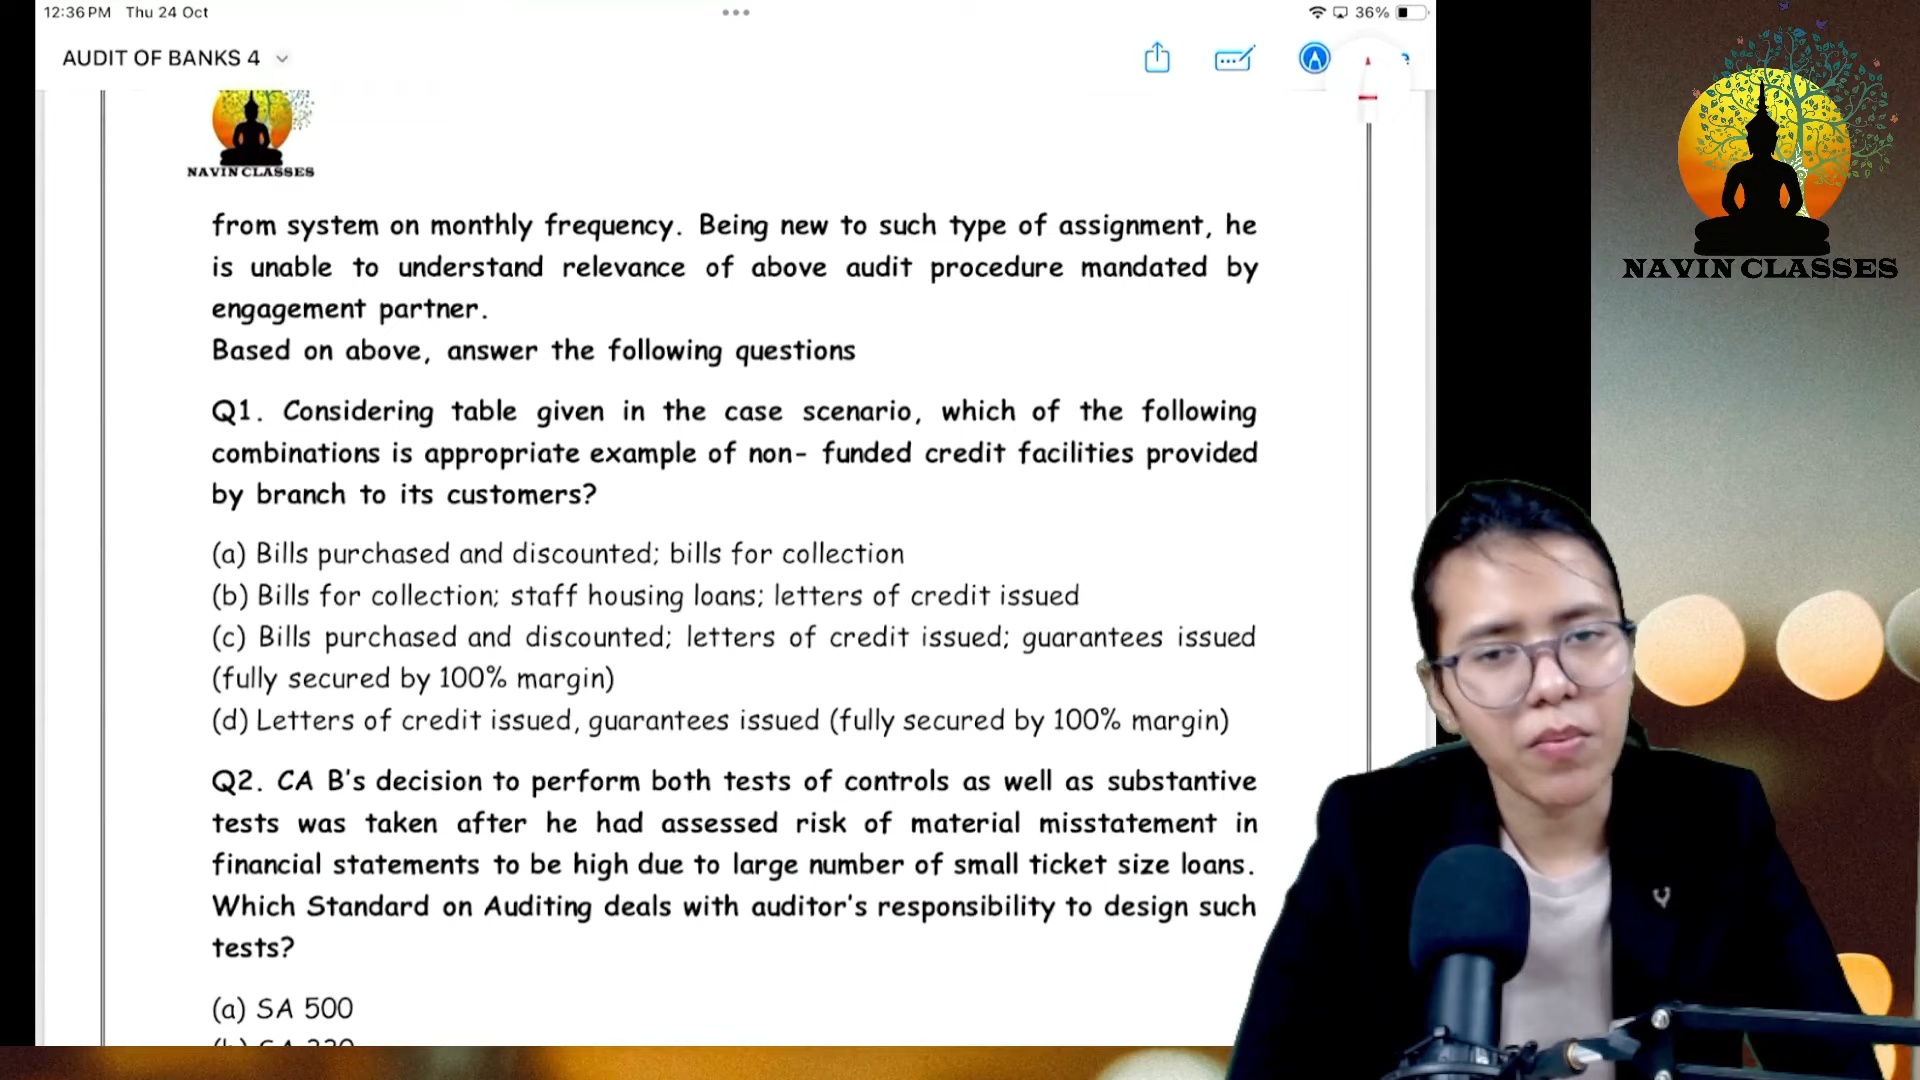 12:36 PM Thu 24 Oct
36%
AUDIT OF BANKS 4
NAVIN CLASSES
NAVIN CLASSES
from system on monthly frequency. Being new to such type of assignment, he
is unable to understand relevance of above audit procedure mandated by
engagement partner.
Based on above, answer the following questions
Q1. Considering table given in the case scenario, which of the following
combinations is appropriate example of non- funded credit facilities provided
by branch to its customers?
(a) Bills purchased and discounted; bills for collection
(b) Bills for collection; staff housing loans; letters of credit issued
(c) Bills purchased and discounted; letters of credit issued; guarantees issued
(fully secured by 100% margin)
(d) Letters of credit issued, guarantees issued (fully secured by 100% margin)
Q2. CA B's decision to perform both tests of controls as well as substantive
tests was taken after he had assessed risk of material misstatement in
financial statements to be high due to large number of small ticket size loans.
Which Standard on Auditing deals with auditor's responsibility to design such
tests?
(a) SA 500